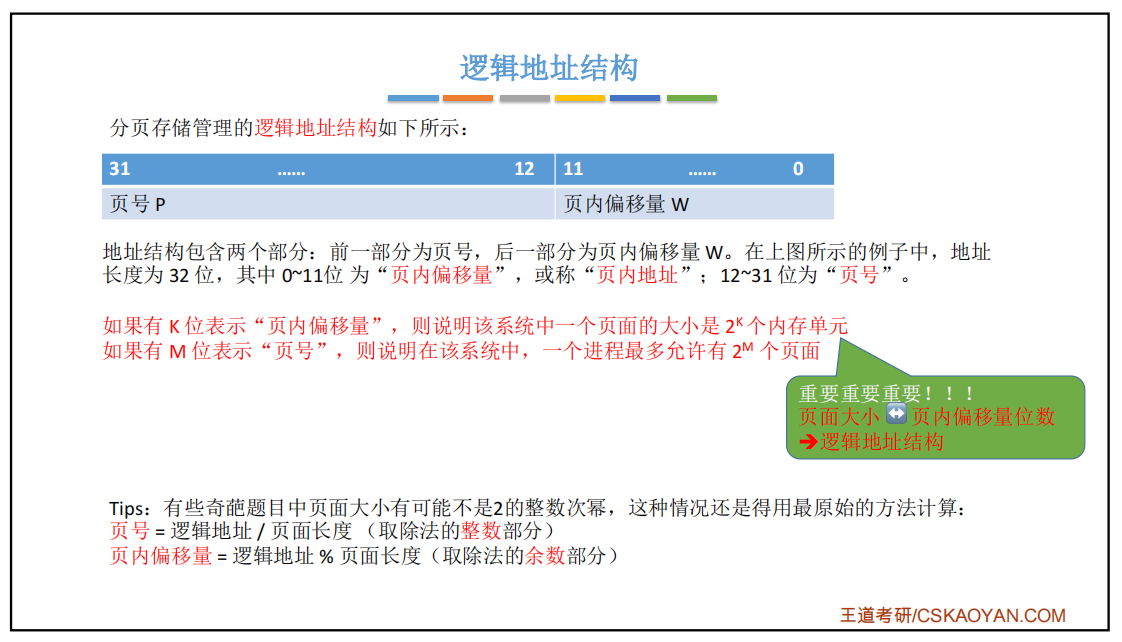 逻辑地址结构
分页存储管理的逻辑地址结构如下所示：
31 …… 12 11 …… 0
页号 P 页内偏移量 W
地址结构包含两个部分：前一部分为页号，后一部分为页内偏移量 W。在上图所示的例子中，地址
长度为 32 位，其中 0~11位 为“页内偏移量”，或称“页内地址”；12~31 位为“页号”。
如果有 K 位表示“页内偏移量”，则说明该系统中一个页面的大小是 2ᴷ 个内存单元
如果有 M 位表示“页号”，则说明在该系统中，一个进程最多允许有 2ᴹ 个页面
重要重要重要！！！
页面大小 ↔️ 页内偏移量位数
➔逻辑地址结构
Tips：有些奇葩题目中页面大小有可能不是2的整数次幂，这种情况还是得用最原始的方法计算：
页号 = 逻辑地址 / 页面长度 （取除法的整数部分）
页内偏移量 = 逻辑地址 % 页面长度（取除法的余数部分）
王道考研/CSKAOYAN.COM